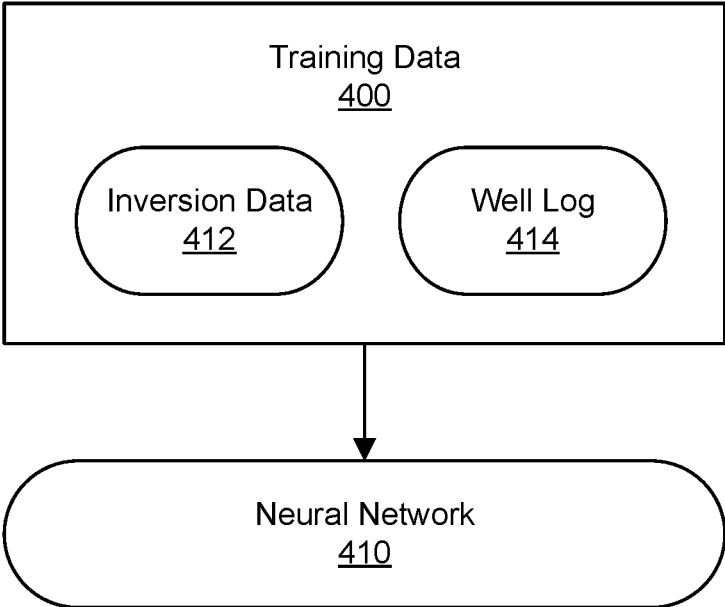 Training Data
400
Inversion Data
412
Well Log
414
Neural Network
410